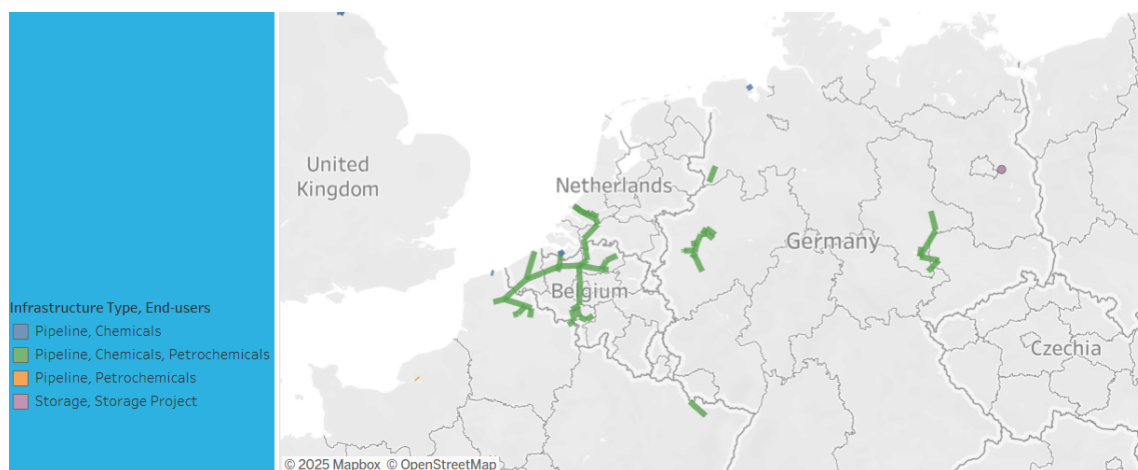 Infrastructure Type, End-users
Pipeline, Chemicals
Pipeline, Chemicals, Petrochemicals
Pipeline, Petrochemicals
Storage, Storage Project
United
Kingdom
Netherlands
Germany
Belgium
Czechia
© 2025 Mapbox © OpenStreetMap